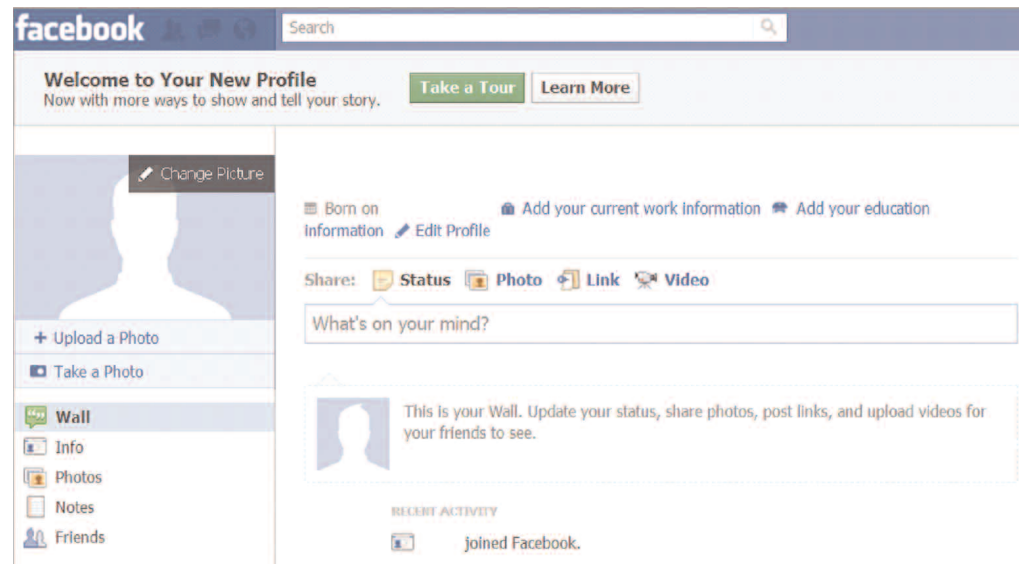 facebook
Search
Welcome to Your New Profile
Now with more ways to show and tell your story.
Take a Tour
Learn More
Change Picture
Born on
Add your current work information
Add your education
information
Edit Profile
Share:
Status
Photo
Link
Video
What's on your mind?
+ Upload a Photo
Take a Photo
This is your Wall. Update your status, share photos, post links, and upload videos for
your friends to see.
Wall
Info
Photos
Notes
Friends
RECENT ACTIVITY
joined Facebook.